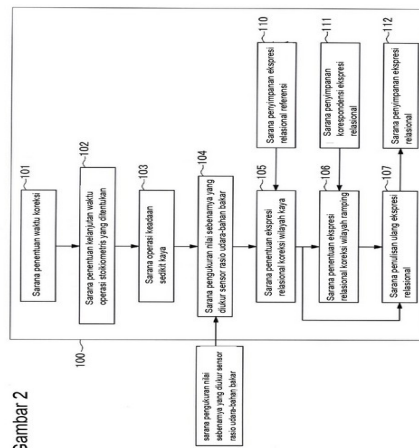 Gambar 2
100
101
Sarana penentuan waktu koreksi
102
Sarana penentuan kelanjutan waktu
operasi stoikiometris yang ditentukan
103
Sarana operasi keadaan
sedikit kaya
104
Sarana pengukuran nilai sebenarnya yang
diukur sensor rasio udara-bahan bakar
sarana pengukuran nilai
sebenarnya yang diukur sensor
rasio udara-bahan bakar
105
Sarana penentuan ekspresi
relasional koreksi wilayah kaya
110
Sarana penyimpanan ekspresi
relasional referensi
106
Sarana penentuan ekspresi
relasional koreksi wilayah ramping
111
Sarana penyimpanan
korespondensi ekspresi
relasional
107
Sarana penulisan ulang ekspresi
relasional
112
Sarana penyimpanan ekspresi
relasional